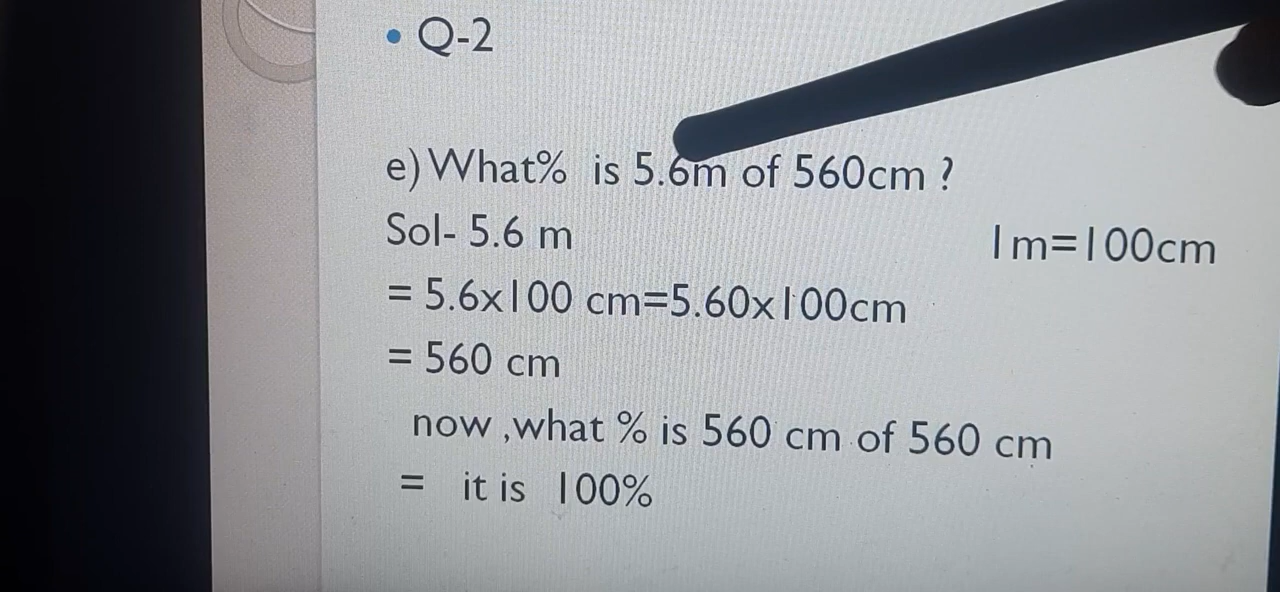 • Q-2
e) What% is 5.6m of 560cm ?
Sol- 5.6 m
1m=100cm
= 5.6x100 cm=5.60x100cm
= 560 cm
now ,what % is 560 cm of 560 cm
= it is 100%